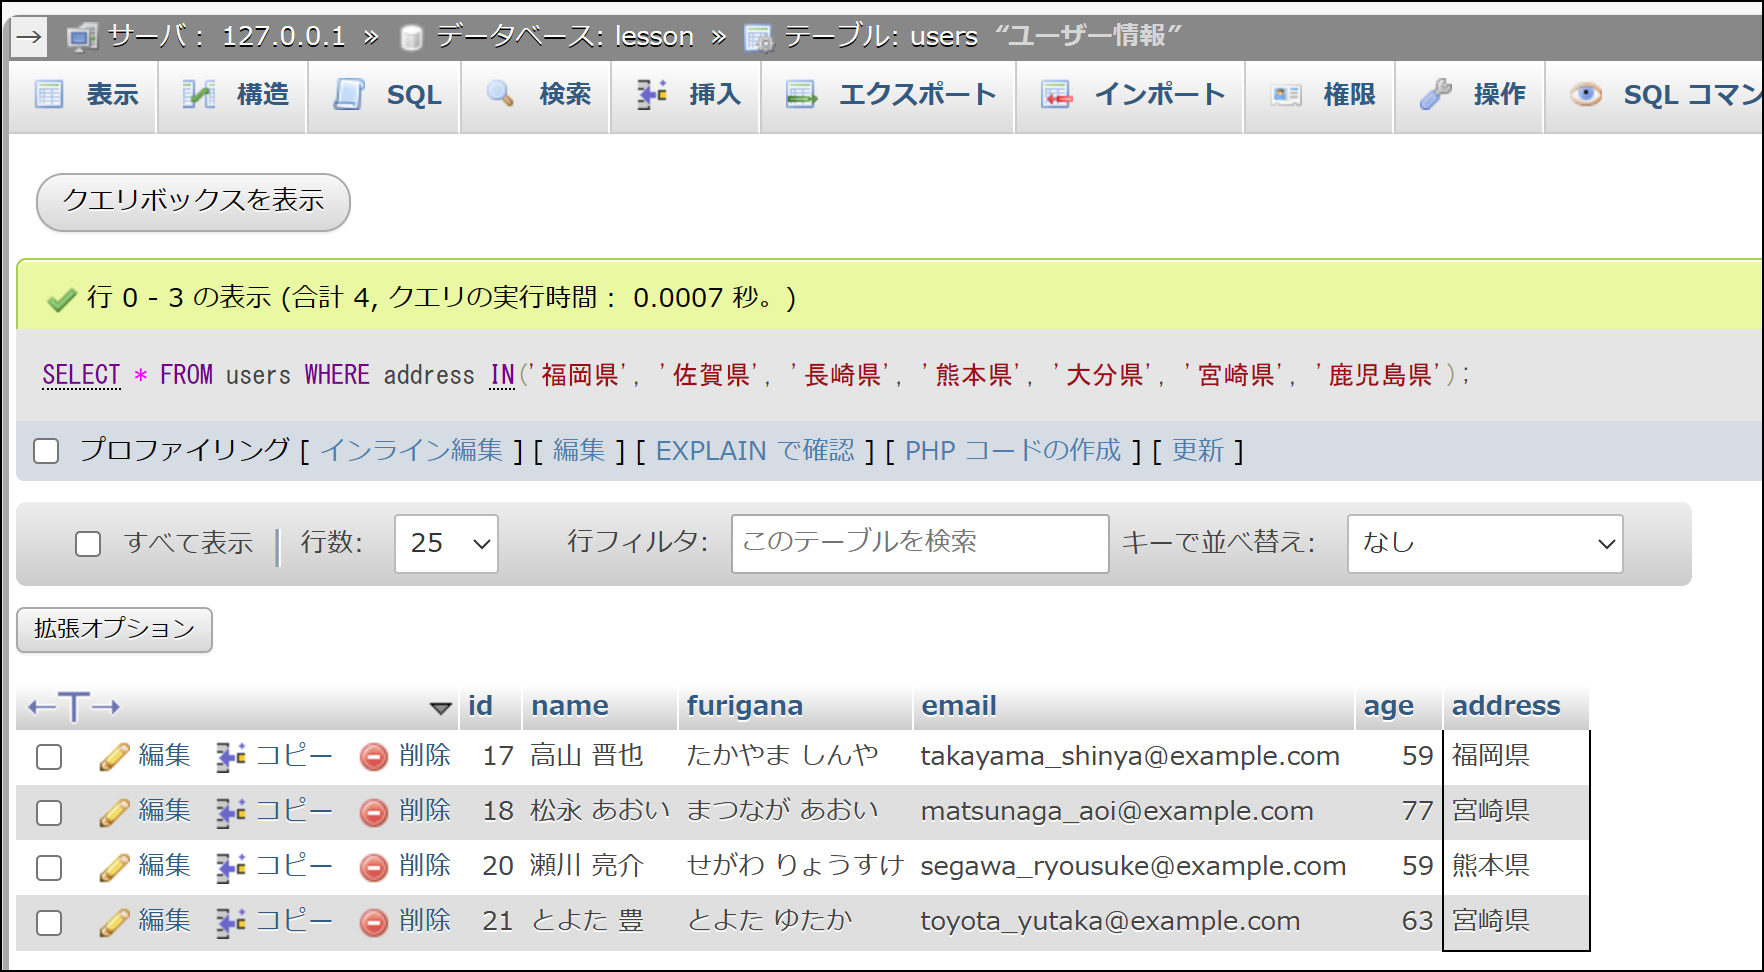 → サーバ： 127.0.0.1 » データベース: lesson » テーブル: users “ユーザー情報”
表示 構造 SQL 検索 挿入 エクスポート インポート 権限 操作 SQL コマン
クエリボックスを表示
行 0 - 3 の表示 (合計 4, クエリの実行時間： 0.0007 秒。)
SELECT * FROM users WHERE address IN('福岡県', '佐賀県', '長崎県', '熊本県', '大分県', '宮崎県', '鹿児島県');
プロファイリング [ インライン編集 ] [ 編集 ] [ EXPLAIN で確認 ] [ PHP コードの作成 ] [ 更新 ]
すべて表示 | 行数: 25 行フィルタ: このテーブルを検索 キーで並べ替え: なし
拡張オプション
←T→ id name furigana email age address
編集 コピー 削除 17 高山 晋也 たかやま しんや takayama_shinya@example.com 59 福岡県
編集 コピー 削除 18 松永 あおい まつなが あおい matsunaga_aoi@example.com 77 宮崎県
編集 コピー 削除 20 瀬川 亮介 せがわ りょうすけ segawa_ryousuke@example.com 59 熊本県
編集 コピー 削除 21 とよた 豊 とよた ゆたか toyota_yutaka@example.com 63 宮崎県